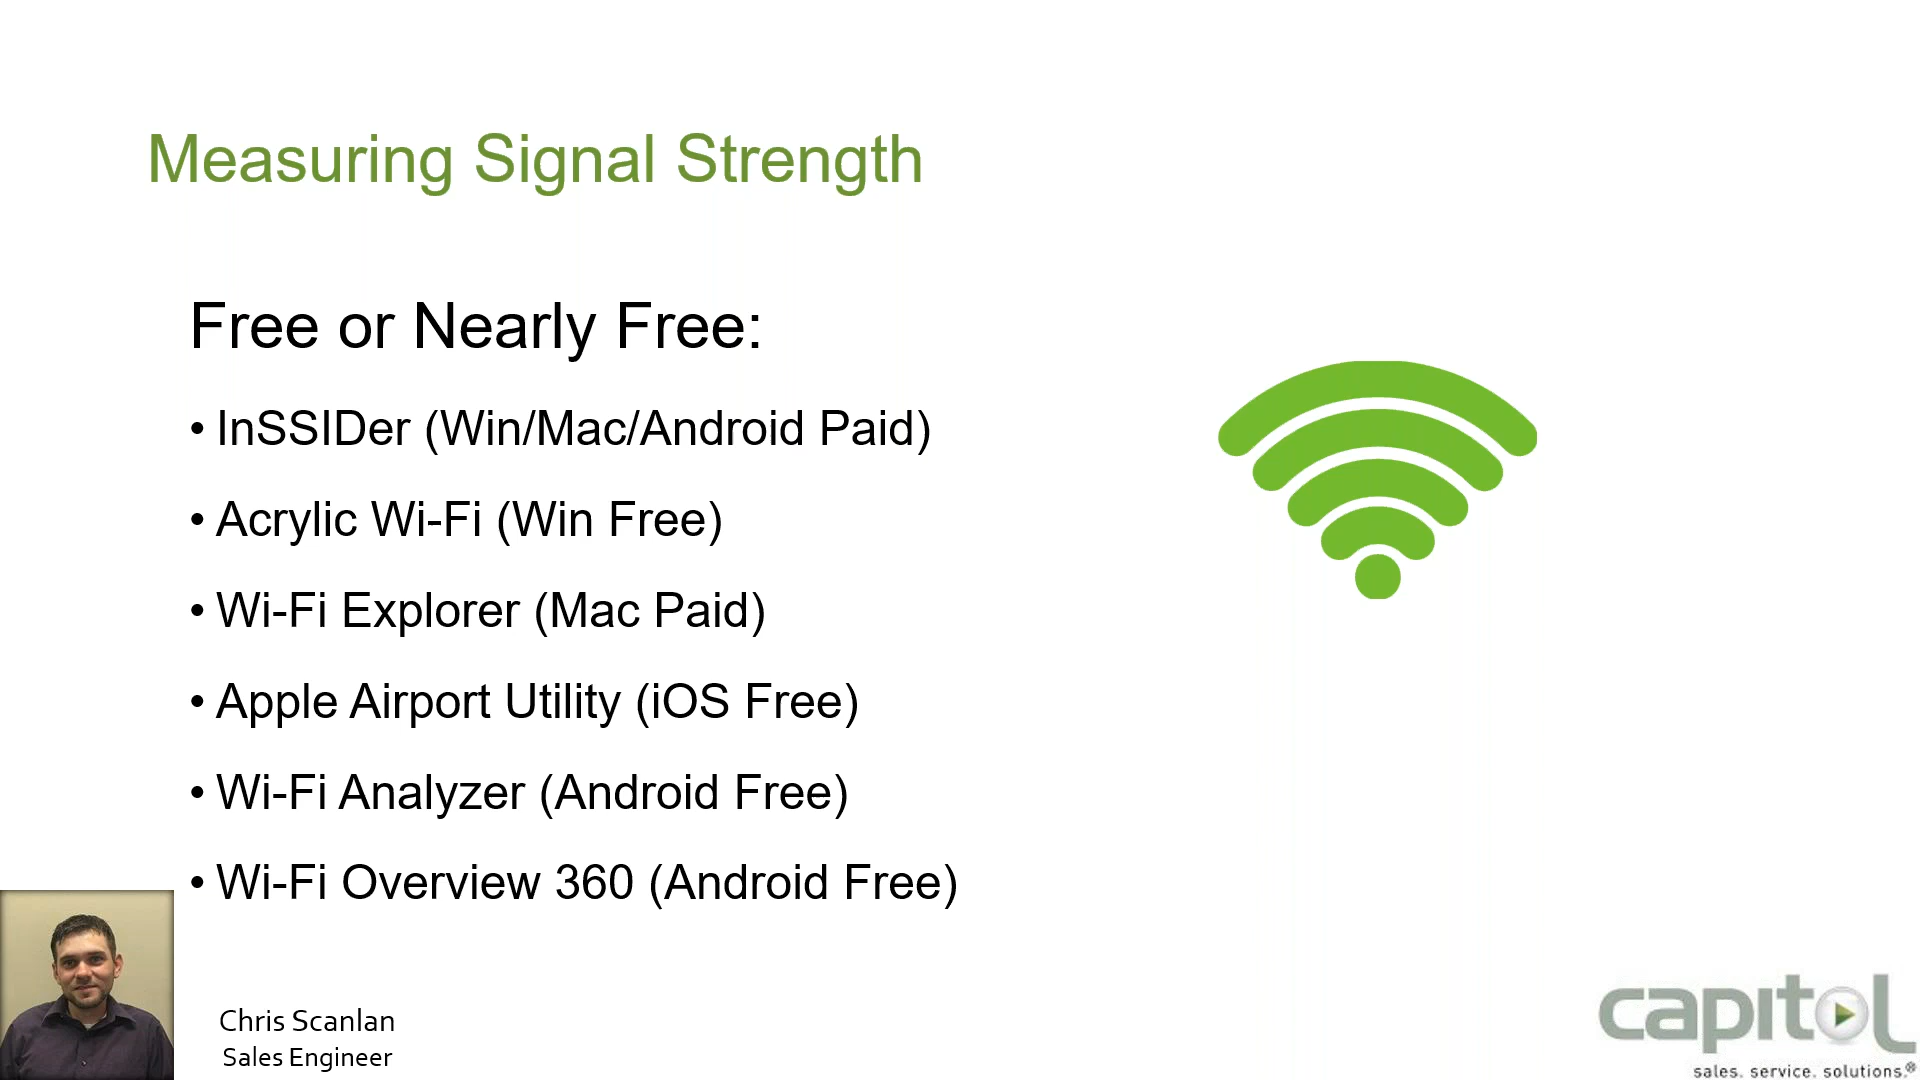 Measuring Signal Strength
Free or Nearly Free:
• InSSIDer (Win/Mac/Android Paid)
• Acrylic Wi-Fi (Win Free)
• Wi-Fi Explorer (Mac Paid)
• Apple Airport Utility (iOS Free)
• Wi-Fi Analyzer (Android Free)
• Wi-Fi Overview 360 (Android Free)
Chris Scanlan
Sales Engineer
capitol
sales. service. solutions.®